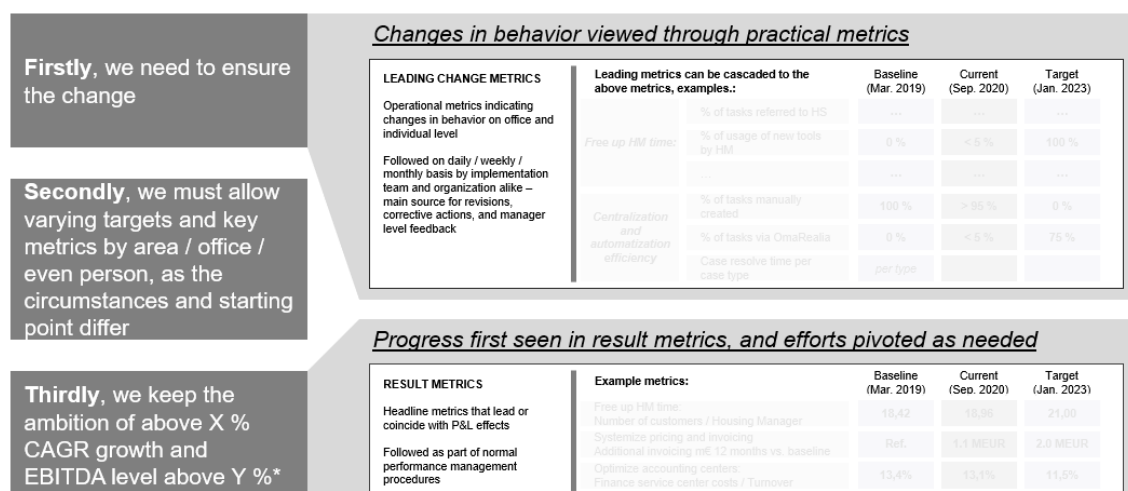 Firstly, we need to ensure
the change
Secondly, we must allow
varying targets and key
metrics by area / office /
even person, as the
circumstances and starting
point differ
Thirdly, we keep the
ambition of above X %
CAGR growth and
EBITDA level above Y %*
Changes in behavior viewed through practical metrics
LEADING CHANGE METRICS
Operational metrics indicating
changes in behavior on office and
individual level
Followed on daily / weekly /
monthly basis by implementation
team and organization alike –
main source for revisions,
corrective actions, and manager
level feedback
Leading metrics can be cascaded to the
above metrics, examples.:
Baseline
(Mar. 2019)
Current
(Sep. 2020)
Target
(Jan. 2023)
% of tasks referred to HS
... ... ...
Free up HM time:
% of usage of new tools
by HM
0 % < 5 % 100 %
...
... ... ...
Centralization
and
automatization
efficiency
% of tasks manually
created
100 % > 95 % 0 %
% of tasks via OmaRealia
0 % < 5 % 75 %
Case resolve time per
case type
per type
Progress first seen in result metrics, and efforts pivoted as needed
RESULT METRICS
Headline metrics that lead or
coincide with P&L effects
Followed as part of normal
performance management
procedures
Example metrics:
Baseline
(Mar. 2019)
Current
(Sep. 2020)
Target
(Jan. 2023)
Free up HM time:
Number of customers / Housing Manager
18,42 18,96 21,00
Systemize pricing and invoicing
Additional invoicing m€ 12 months vs. baseline
Ref. 1.1 MEUR 2.0 MEUR
Optimize accounting centers:
Finance service center costs / Turnover
13,4% 13,1% 11,5%